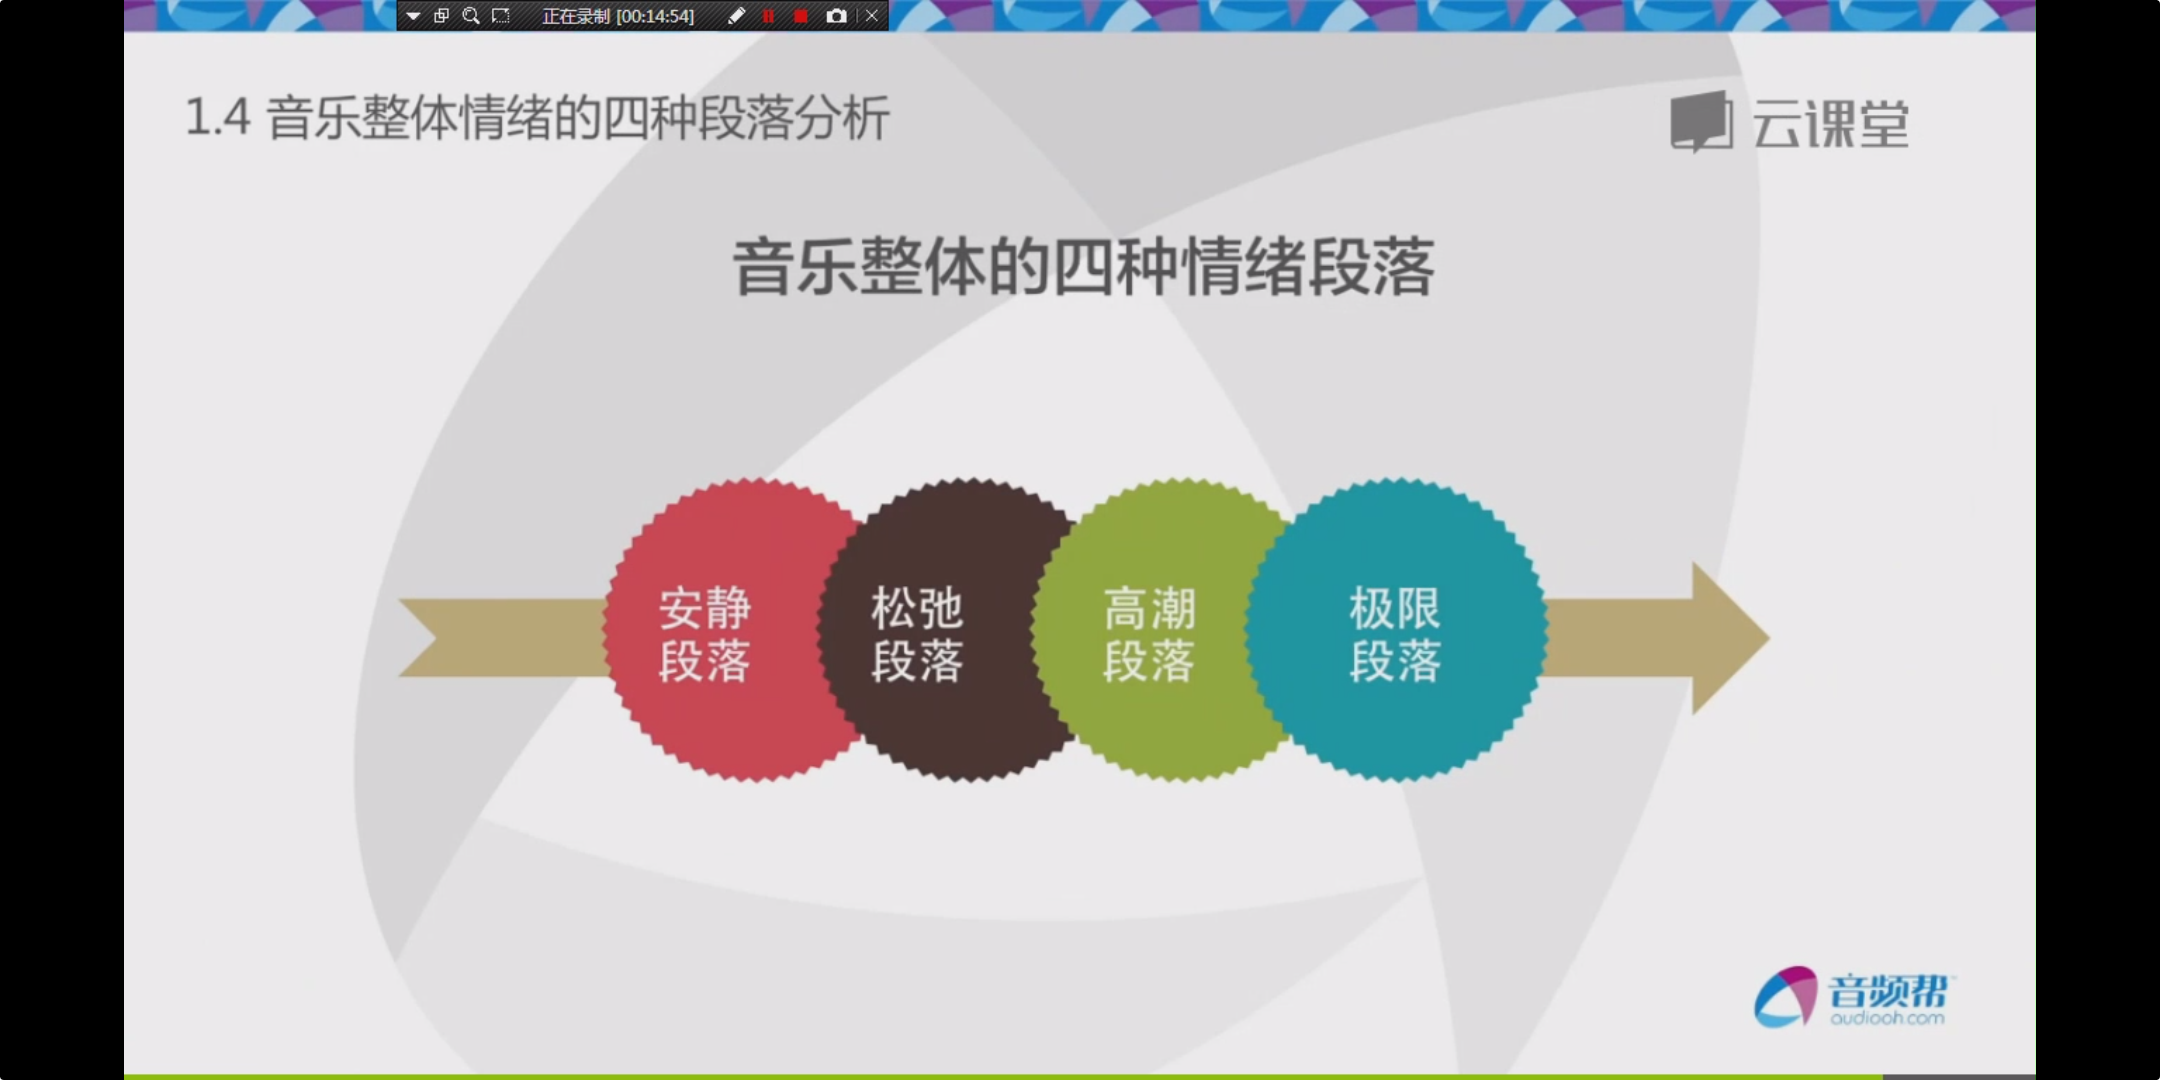 正在录制 [00:14:54]
1.4 音乐整体情绪的四种段落分析
云课堂
音乐整体的四种情绪段落
安静
段落
松弛
段落
高潮
段落
极限
段落
音频帮
audiooh.com